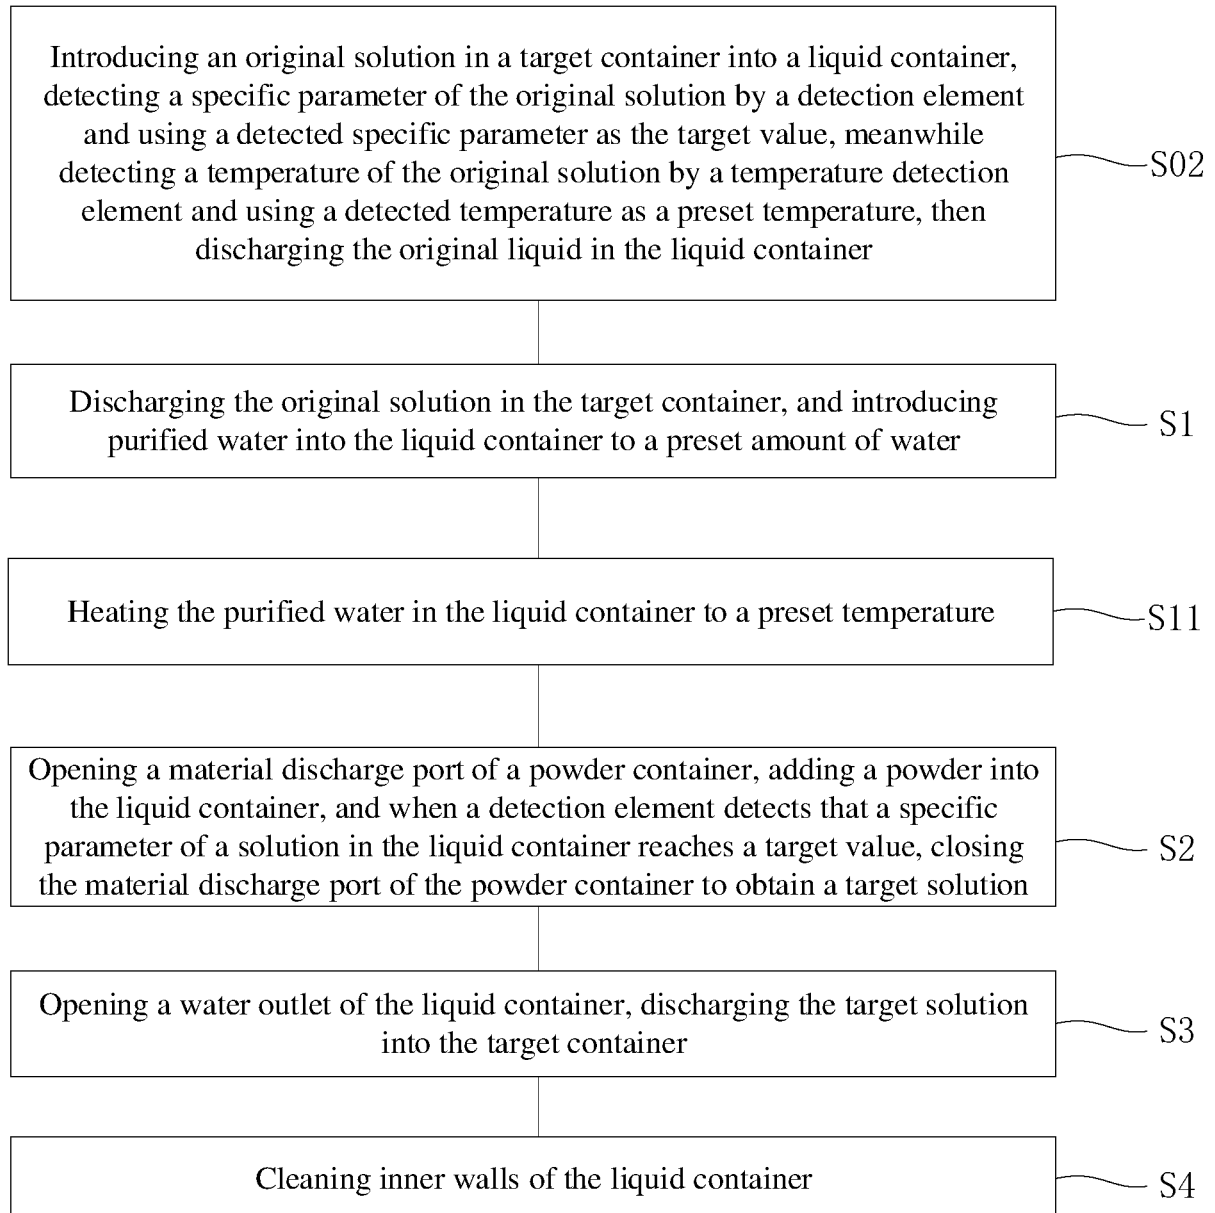 Introducing an original solution in a target container into a liquid container,
detecting a specific parameter of the original solution by a detection element
and using a detected specific parameter as the target value, meanwhile
detecting a temperature of the original solution by a temperature detection
element and using a detected temperature as a preset temperature, then
discharging the original liquid in the liquid container
S02
Discharging the original solution in the target container, and introducing
purified water into the liquid container to a preset amount of water
S1
Heating the purified water in the liquid container to a preset temperature
S11
Opening a material discharge port of a powder container, adding a powder into
the liquid container, and when a detection element detects that a specific
parameter of a solution in the liquid container reaches a target value, closing
the material discharge port of the powder container to obtain a target solution
S2
Opening a water outlet of the liquid container, discharging the target solution
into the target container
S3
Cleaning inner walls of the liquid container
S4